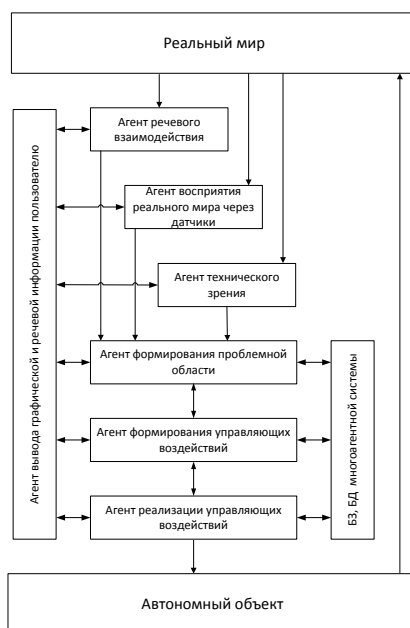 Реальный мир
Агент речевого
взаимодействия
Агент восприятия
реального мира через
датчики
Агент технического
зрения
Агент формирования проблемной
области
Агент формирования управляющих
воздействий
Агент реализации управляющих
воздействий
Агент вывода графической и речевой информации пользователю
БЗ, БД многоагентной системы
Автономный объект